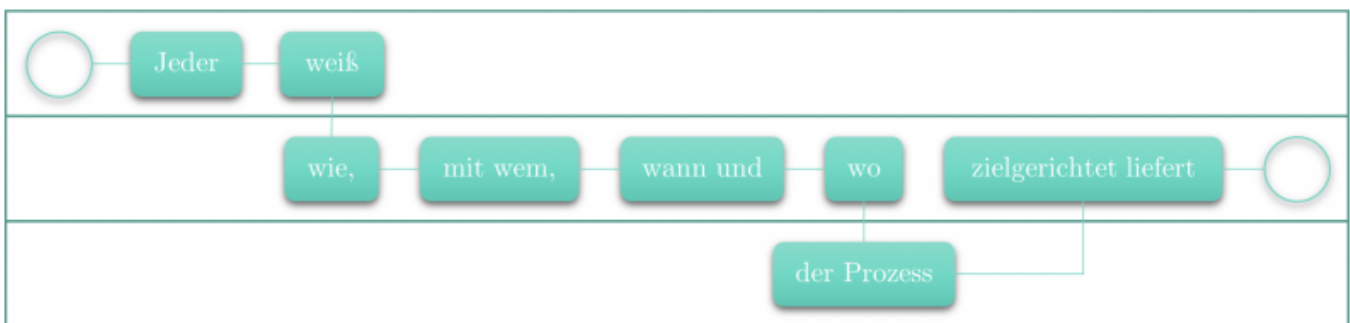 Jeder weiß
wie, mit wem, wann und wo zielgerichtet liefert
der Prozess